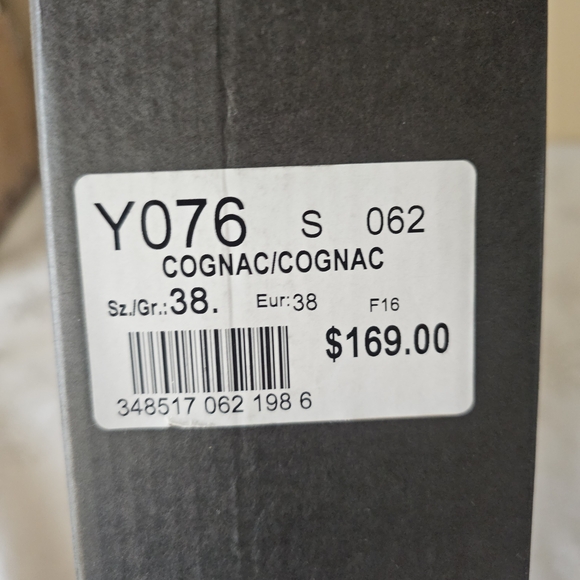 Y076 S 062
COGNAC/COGNAC
Sz./Gr.:38. Eur:38 F16
$169.00
348517 062 198 6